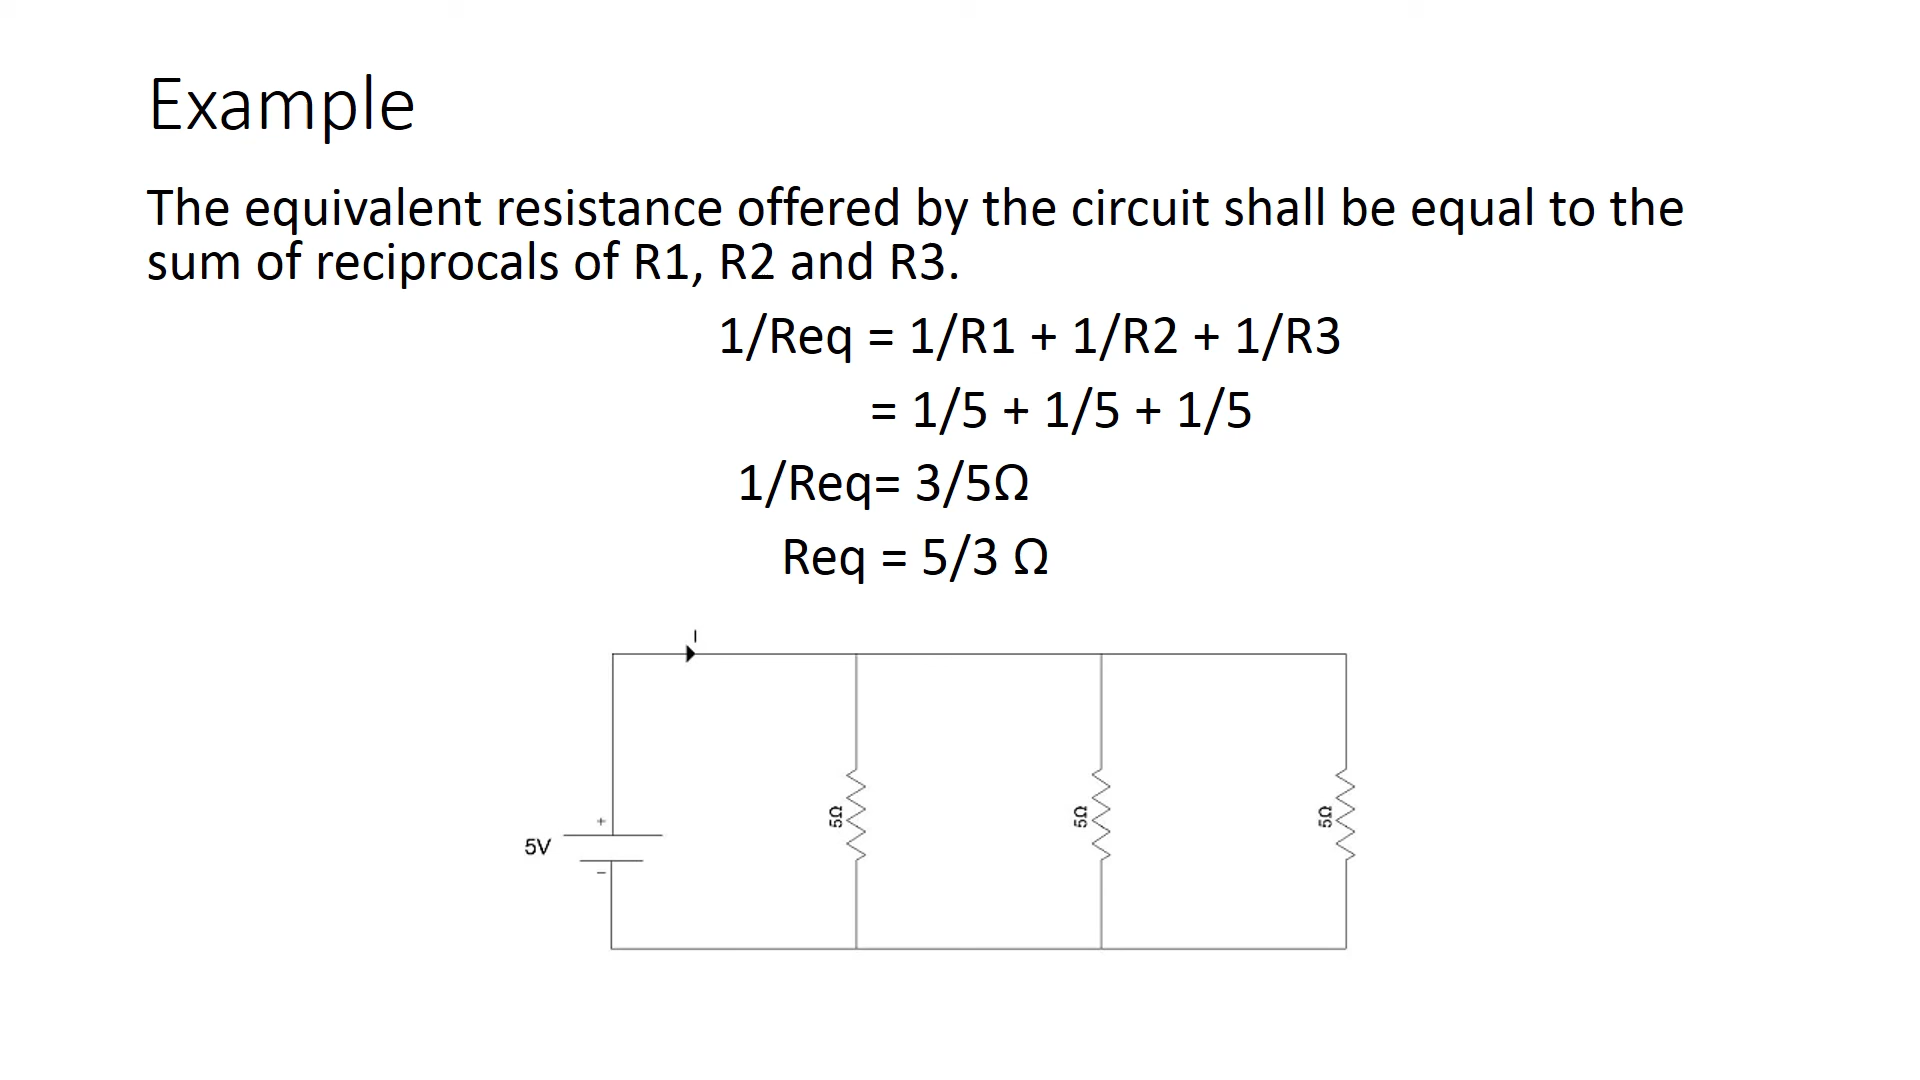 Example
The equivalent resistance offered by the circuit shall be equal to the
sum of reciprocals of R1, R2 and R3.
1/Req = 1/R1 + 1/R2 + 1/R3
= 1/5 + 1/5 + 1/5
1/Req= 3/5Ω
Req = 5/3 Ω
I
+
5V
−
5Ω
5Ω
5Ω